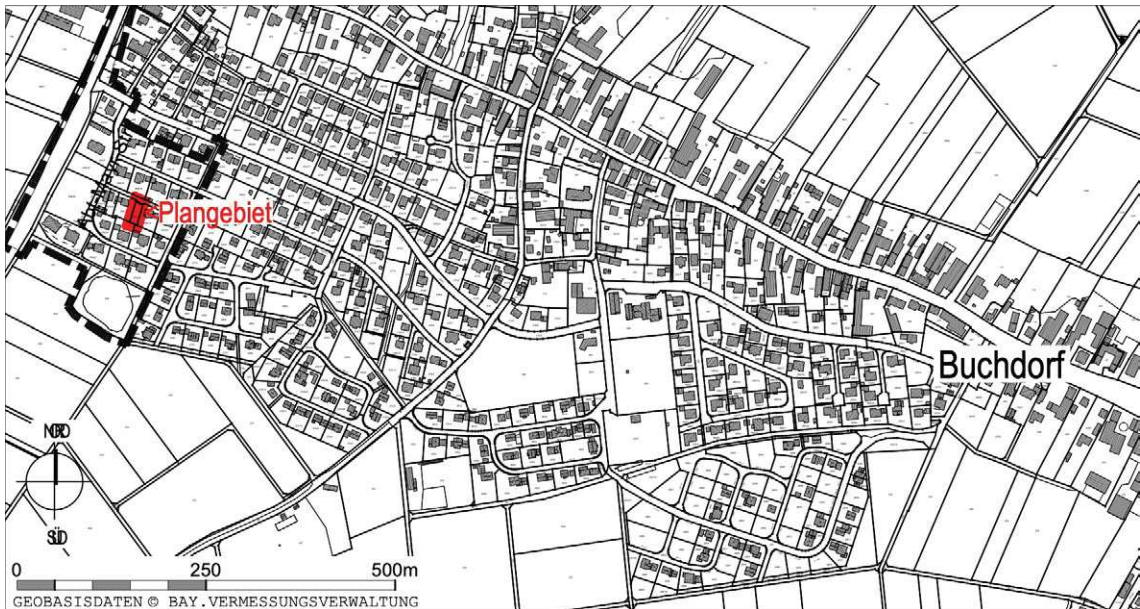 Plangebiet
Buchdorf
NORD
SÜD
0 250 500m
GEOBASISDATEN © BAY.VERMESSUNGSVERWALTUNG